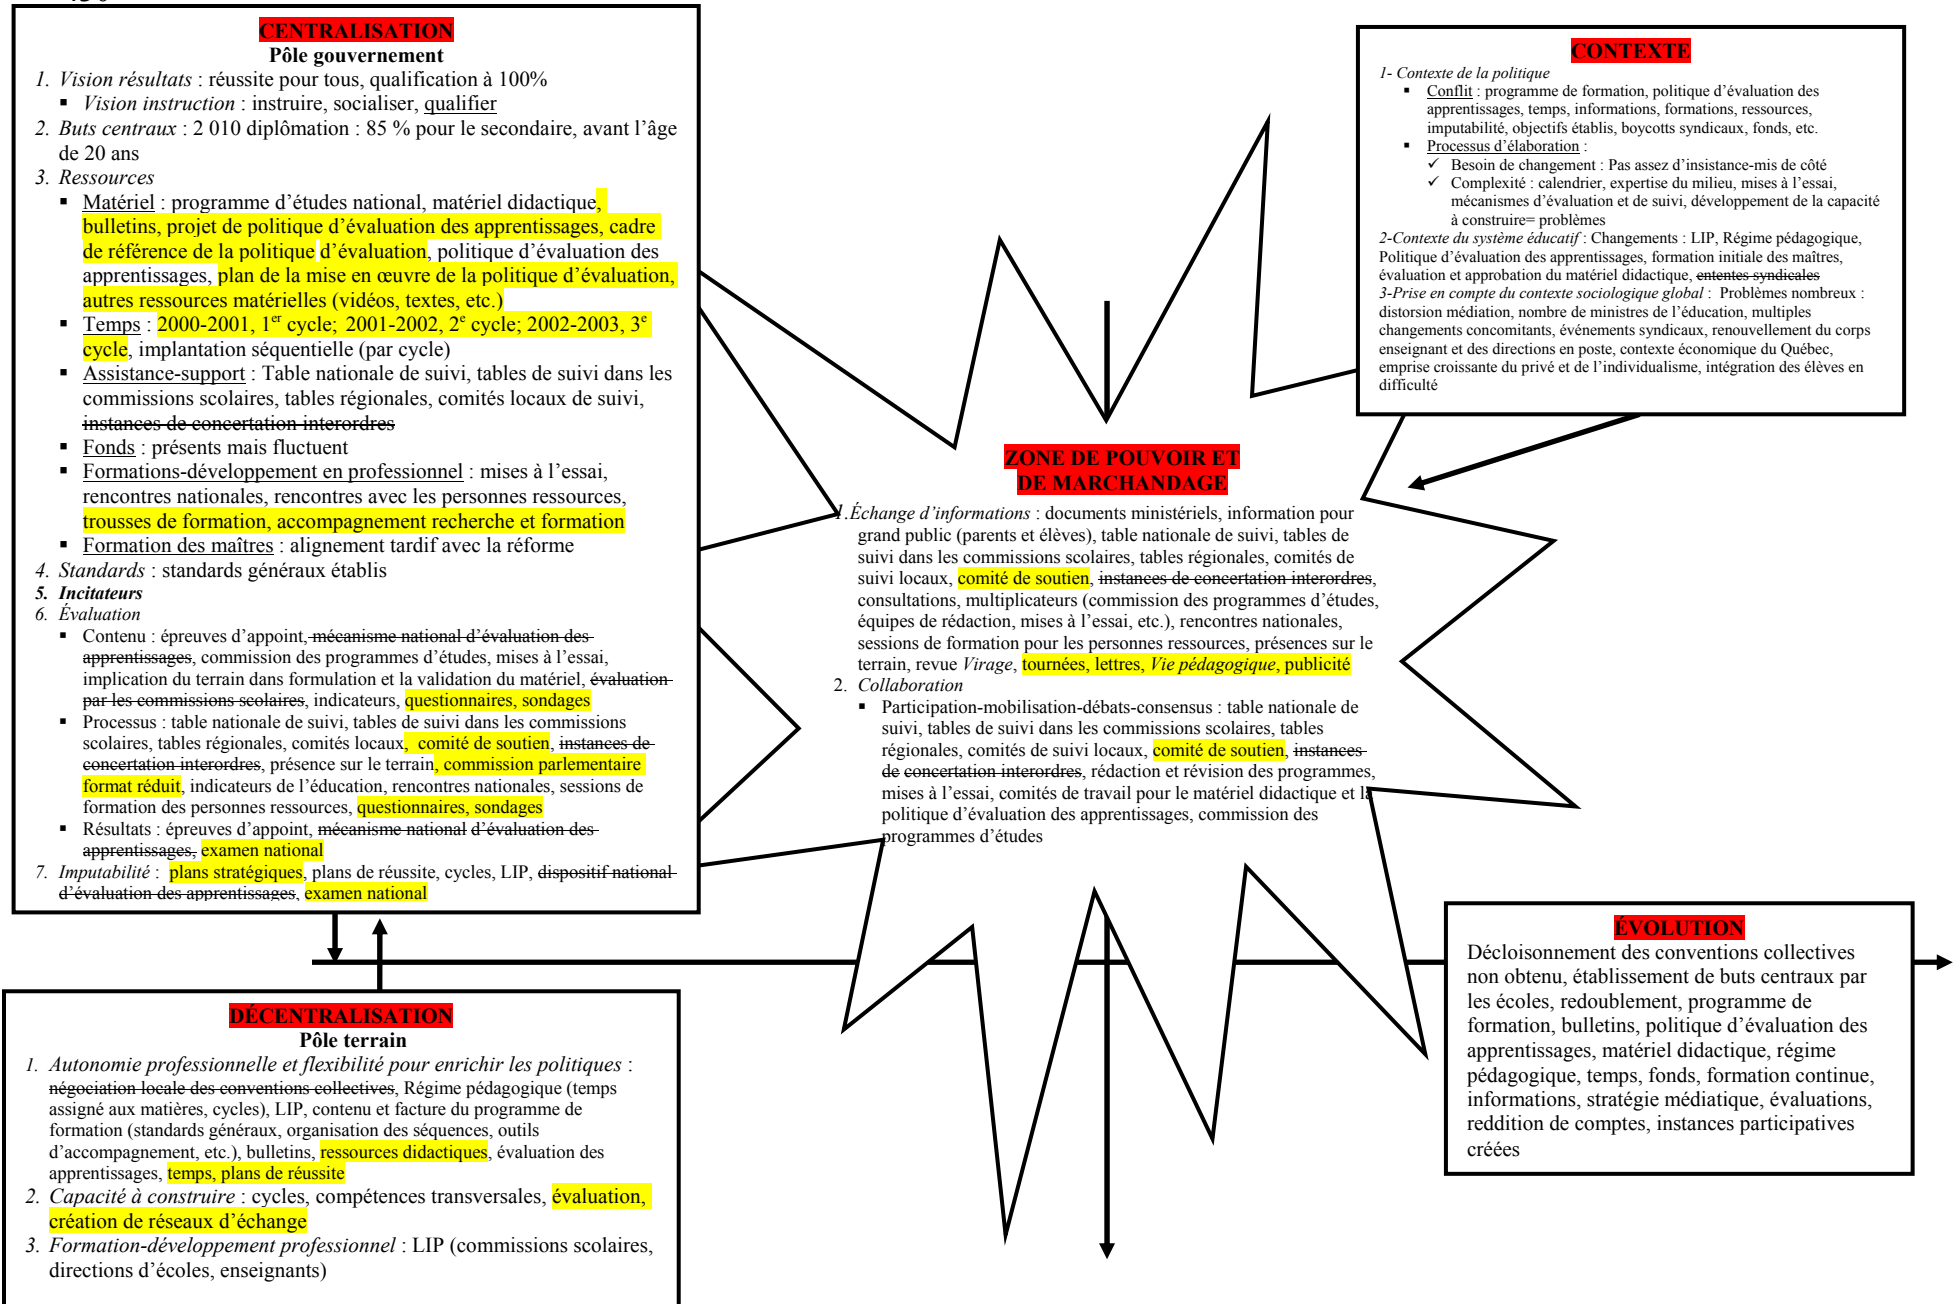 CENTRALISATION
Pôle gouvernement
1. Vision résultats : réussite pour tous, qualification à 100%
▪ Vision instruction : instruire, socialiser, qualifier
2. Buts centraux : 2 010 diplômation : 85 % pour le secondaire, avant l’âge
de 20 ans
3. Ressources
▪ Matériel : programme d’études national, matériel didactique,
bulletins, projet de politique d’évaluation des apprentissages, cadre
de référence de la politique d’évaluation, politique d’évaluation des
apprentissages, plan de la mise en œuvre de la politique d’évaluation,
autres ressources matérielles (vidéos, textes, etc.)
▪ Temps : 2000-2001, 1er cycle; 2001-2002, 2e cycle; 2002-2003, 3e
cycle, implantation séquentielle (par cycle)
▪ Assistance-support : Table nationale de suivi, tables de suivi dans les
commissions scolaires, tables régionales, comités locaux de suivi,
instances de concertation interordres
▪ Fonds : présents mais fluctuent
▪ Formations-développement en professionnel : mises à l’essai,
rencontres nationales, rencontres avec les personnes ressources,
trousses de formation, accompagnement recherche et formation
▪ Formation des maîtres : alignement tardif avec la réforme
4. Standards : standards généraux établis
5. Incitateurs
6. Évaluation
▪ Contenu : épreuves d’appoint, mécanisme national d’évaluation des
apprentissages, commission des programmes d’études, mises à l’essai,
implication du terrain dans formulation et la validation du matériel, évaluation
par les commissions scolaires, indicateurs, questionnaires, sondages
▪ Processus : table nationale de suivi, tables de suivi dans les commissions
scolaires, tables régionales, comités locaux, comité de soutien, instances de
concertation interordres, présence sur le terrain, commission parlementaire
format réduit, indicateurs de l’éducation, rencontres nationales, sessions de
formation des personnes ressources, questionnaires, sondages
▪ Résultats : épreuves d’appoint, mécanisme national d’évaluation des
apprentissages, examen national
7. Imputabilité : plans stratégiques, plans de réussite, cycles, LIP, dispositif national
d’évaluation des apprentissages, examen national
CONTEXTE
1- Contexte de la politique
▪ Conflit : programme de formation, politique d’évaluation des
apprentissages, temps, informations, formations, ressources,
imputabilité, objectifs établis, boycotts syndicaux, fonds, etc.
▪ Processus d’élaboration :
✓ Besoin de changement : Pas assez d’insistance-mis de côté
✓ Complexité : calendrier, expertise du milieu, mises à l’essai,
mécanismes d’évaluation et de suivi, développement de la capacité
à construire= problèmes
2-Contexte du système éducatif : Changements : LIP, Régime pédagogique,
Politique d’évaluation des apprentissages, formation initiale des maîtres,
évaluation et approbation du matériel didactique, ententes syndicales
3-Prise en compte du contexte sociologique global : Problèmes nombreux :
distorsion médiation, nombre de ministres de l’éducation, multiples
changements concomitants, événements syndicaux, renouvellement du corps
enseignant et des directions en poste, contexte économique du Québec,
emprise croissante du privé et de l’individualisme, intégration des élèves en
difficulté
ZONE DE POUVOIR ET
DE MARCHANDAGE
1.Échange d’informations : documents ministériels, information pour
grand public (parents et élèves), table nationale de suivi, tables de
suivi dans les commissions scolaires, tables régionales, comités de
suivi locaux, comité de soutien, instances de concertation interordres,
consultations, multiplicateurs (commission des programmes d’études,
équipes de rédaction, mises à l’essai, etc.), rencontres nationales,
sessions de formation pour les personnes ressources, présences sur le
terrain, revue Virage, tournées, lettres, Vie pédagogique, publicité
2. Collaboration
▪ Participation-mobilisation-débats-consensus : table nationale de
suivi, tables de suivi dans les commissions scolaires, tables
régionales, comités de suivi locaux, comité de soutien, instances
de concertation interordres, rédaction et révision des programmes,
mises à l’essai, comités de travail pour le matériel didactique et la
politique d’évaluation des apprentissages, commission des
programmes d’études
ÉVOLUTION
Décloisonnement des conventions collectives
non obtenu, établissement de buts centraux par
les écoles, redoublement, programme de
formation, bulletins, politique d’évaluation des
apprentissages, matériel didactique, régime
pédagogique, temps, fonds, formation continue,
informations, stratégie médiatique, évaluations,
reddition de comptes, instances participatives
créées
DÉCENTRALISATION
Pôle terrain
1. Autonomie professionnelle et flexibilité pour enrichir les politiques :
négociation locale des conventions collectives, Régime pédagogique (temps
assigné aux matières, cycles), LIP, contenu et facture du programme de
formation (standards généraux, organisation des séquences, outils
d’accompagnement, etc.), bulletins, ressources didactiques, évaluation des
apprentissages, temps, plans de réussite
2. Capacité à construire : cycles, compétences transversales, évaluation,
création de réseaux d’échange
3. Formation-développement professionnel : LIP (commissions scolaires,
directions d’écoles, enseignants)